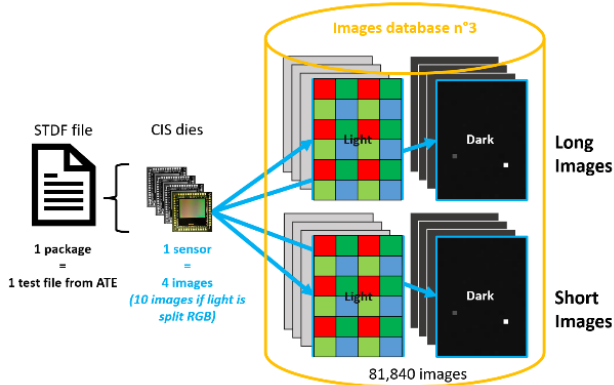 Images database n°3
STDF file
CIS dies
Light
Dark
Long
Images
1 package
=
1 test file from ATE
1 sensor
=
4 images
(10 images if light is
split RGB)
Light
Dark
Short
Images
81,840 images